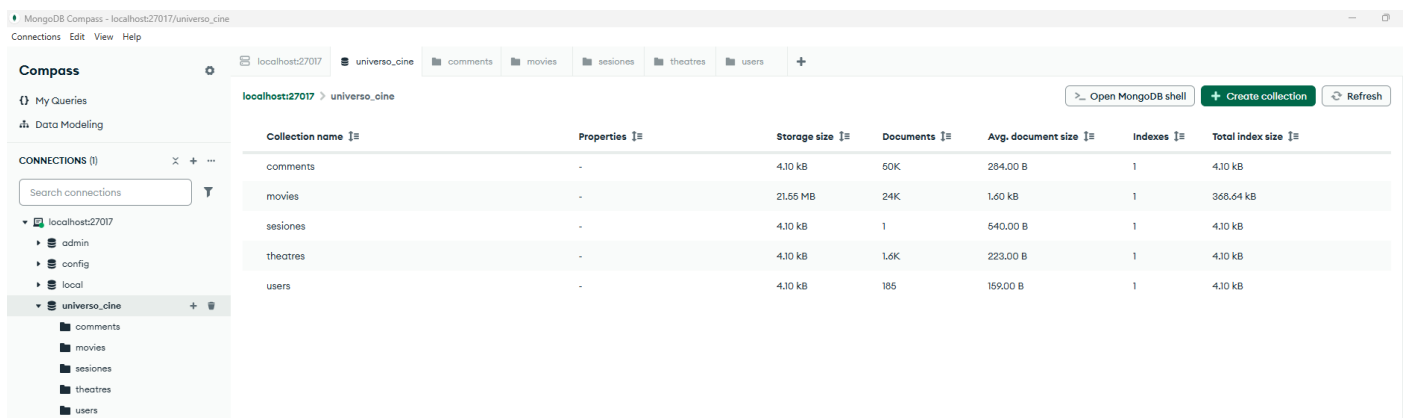 MongoDB Compass - localhost:27017/universo_cine
Connections Edit View Help
Compass
localhost:27017 universo_cine comments movies sesiones theatres users
{} My Queries
Data Modeling
CONNECTIONS (1)
Search connections
localhost:27017
admin
config
local
universo_cine
comments
movies
sesiones
theatres
users
localhost:27017 > universo_cine
>_ Open MongoDB shell + Create collection Refresh
Collection name Properties Storage size Documents Avg. document size Indexes Total index size
comments - 4.10 kB 50K 284.00 B 1 4.10 kB
movies - 21.55 MB 24K 1.60 kB 1 368.64 kB
sesiones - 4.10 kB 1 540.00 B 1 4.10 kB
theatres - 4.10 kB 1.6K 223.00 B 1 4.10 kB
users - 4.10 kB 185 159.00 B 1 4.10 kB